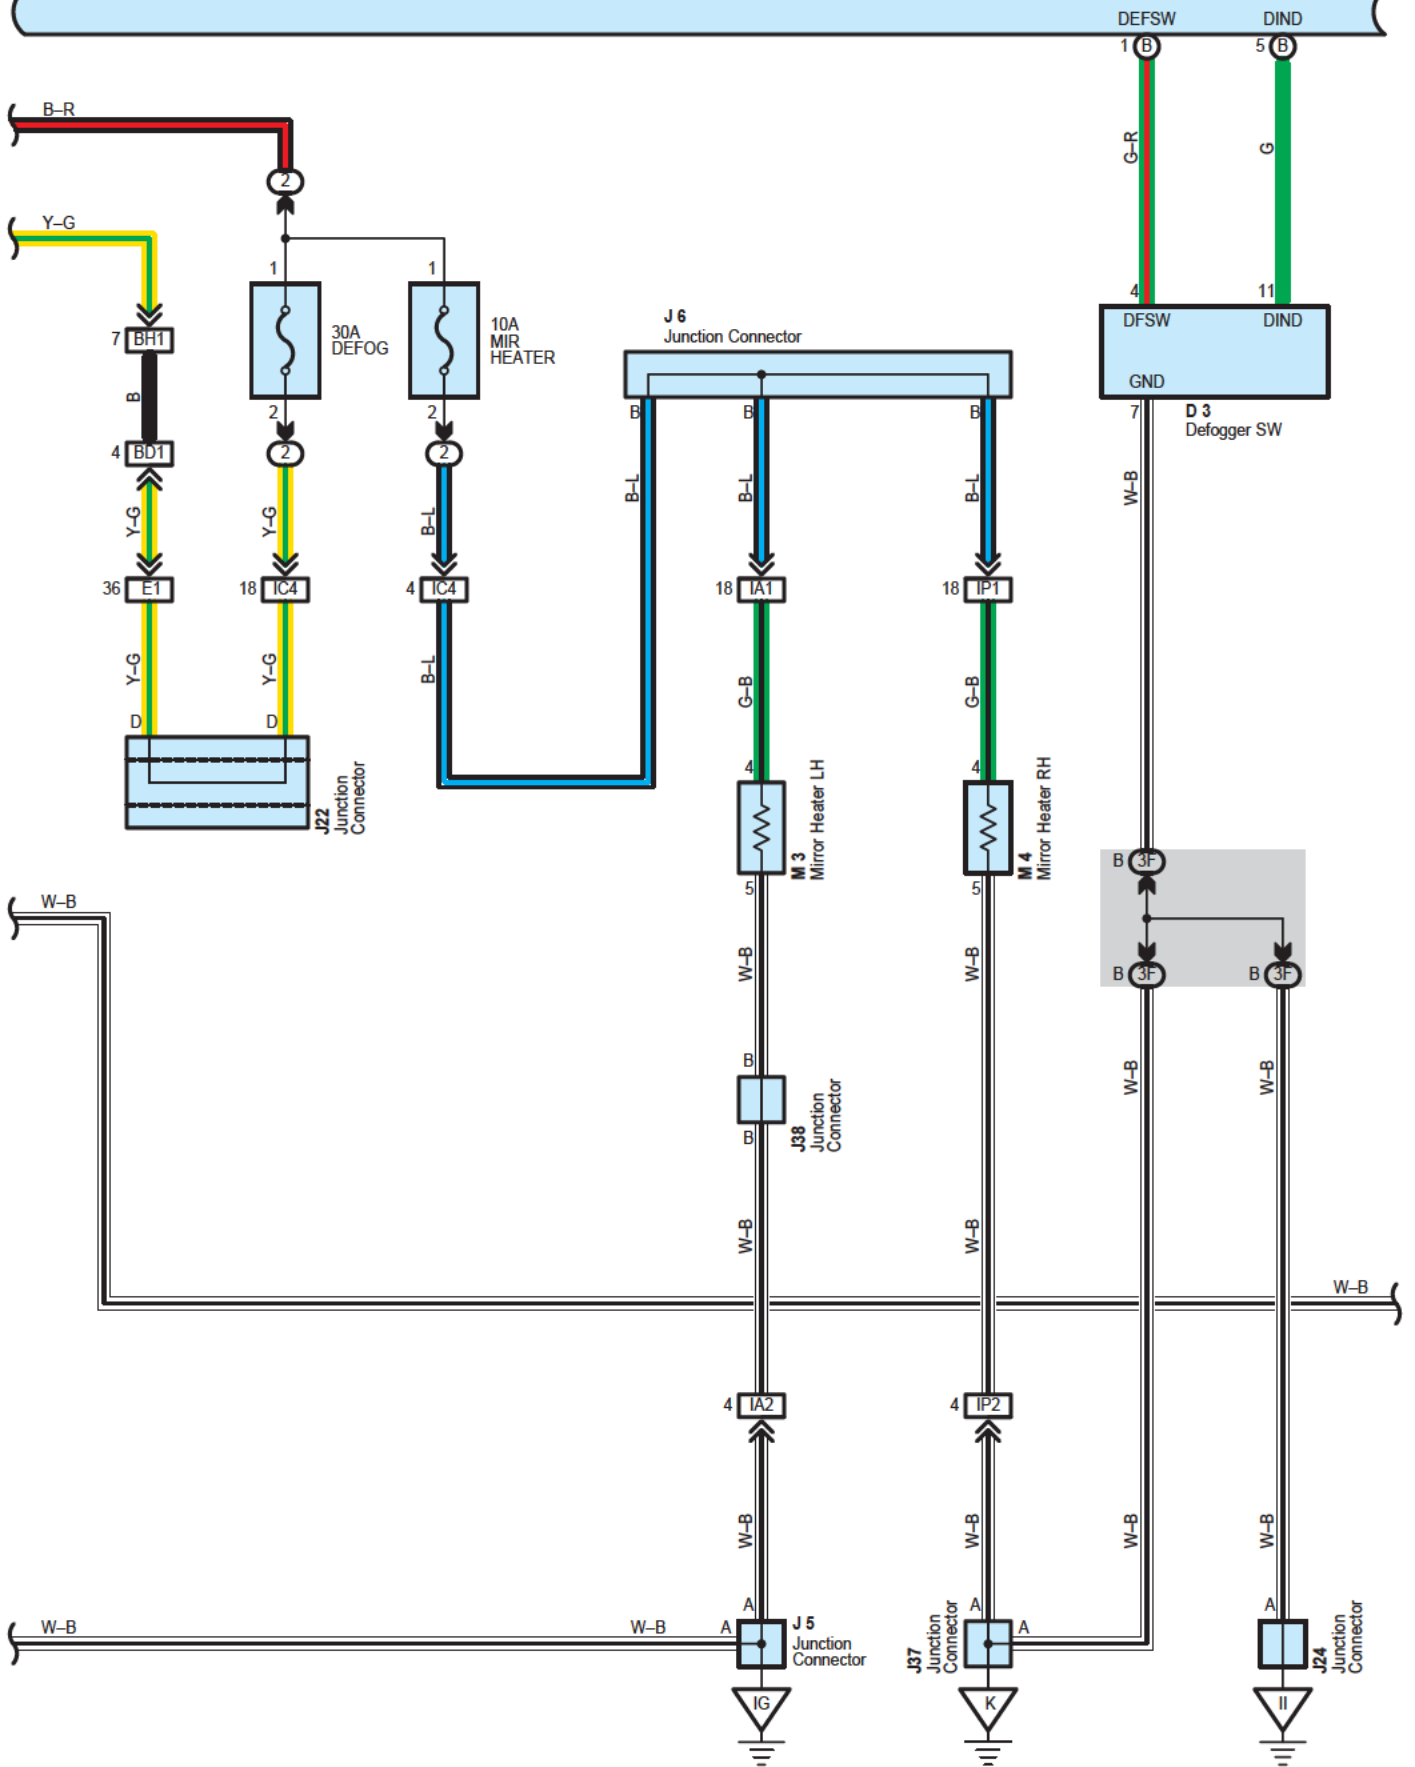 DEFSW DIND
1 B 5 B
B–R
G–R
G
2
Y–G
1 1
4 11
J 6
Junction Connector
DFSW DIND
30A
DEFOG
10A
MIR
HEATER
7 BH1
GND
B
2 2
B B B
7 D 3
Defogger SW
4 BD1
2 2
B–L B–L B–L W–B
Y–G Y–G B–L
36 E1 18 IC4 4 IC4 18 IA1 18 IP1
Y–G Y–G B–L G–B G–B
D D
4 4
J22
Junction
Connector
M 3
Mirror Heater LH
M 4
Mirror Heater RH
B 3F
5 5
W–B
W–B W–B
B 3F B 3F
B
W–B W–B
B
J38
Junction
Connector
W–B W–B
W–B
4 IA2 4 IP2
W–B W–B W–B W–B
A A A
W–B W–B A
J 5
Junction
Connector
J37
Junction
Connector
A
J24
Junction
Connector
IG K II